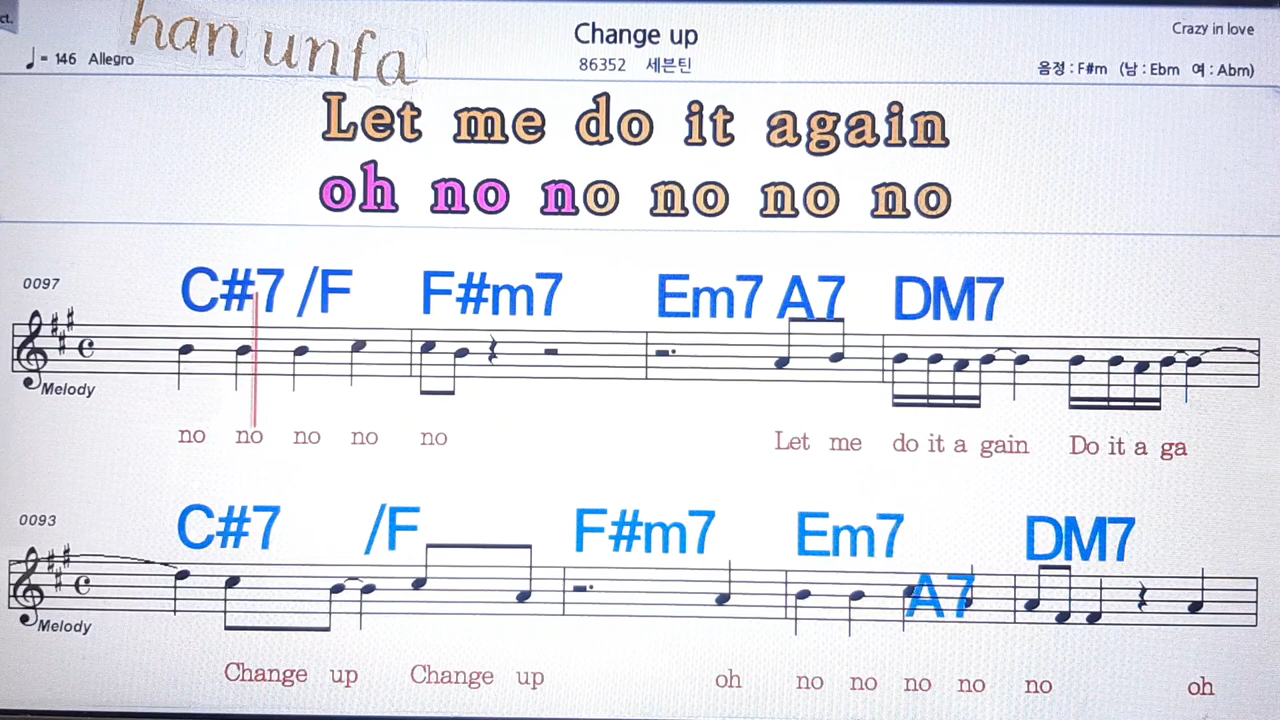 ct.
han unfa
Change up
Crazy in love
♩ = 146 Allegro
86352 세븐틴
음정 : F#m (남 : Ebm 여 : Abm)
Let me do it again
oh no no no no no
0097
C#7 /F F#m7 Em7 A7 DM7
Melody
no no no no no Let me do it a gain Do it a ga
0093
C#7 /F F#m7 Em7 A7 DM7
Melody
Change up Change up oh no no no no no oh